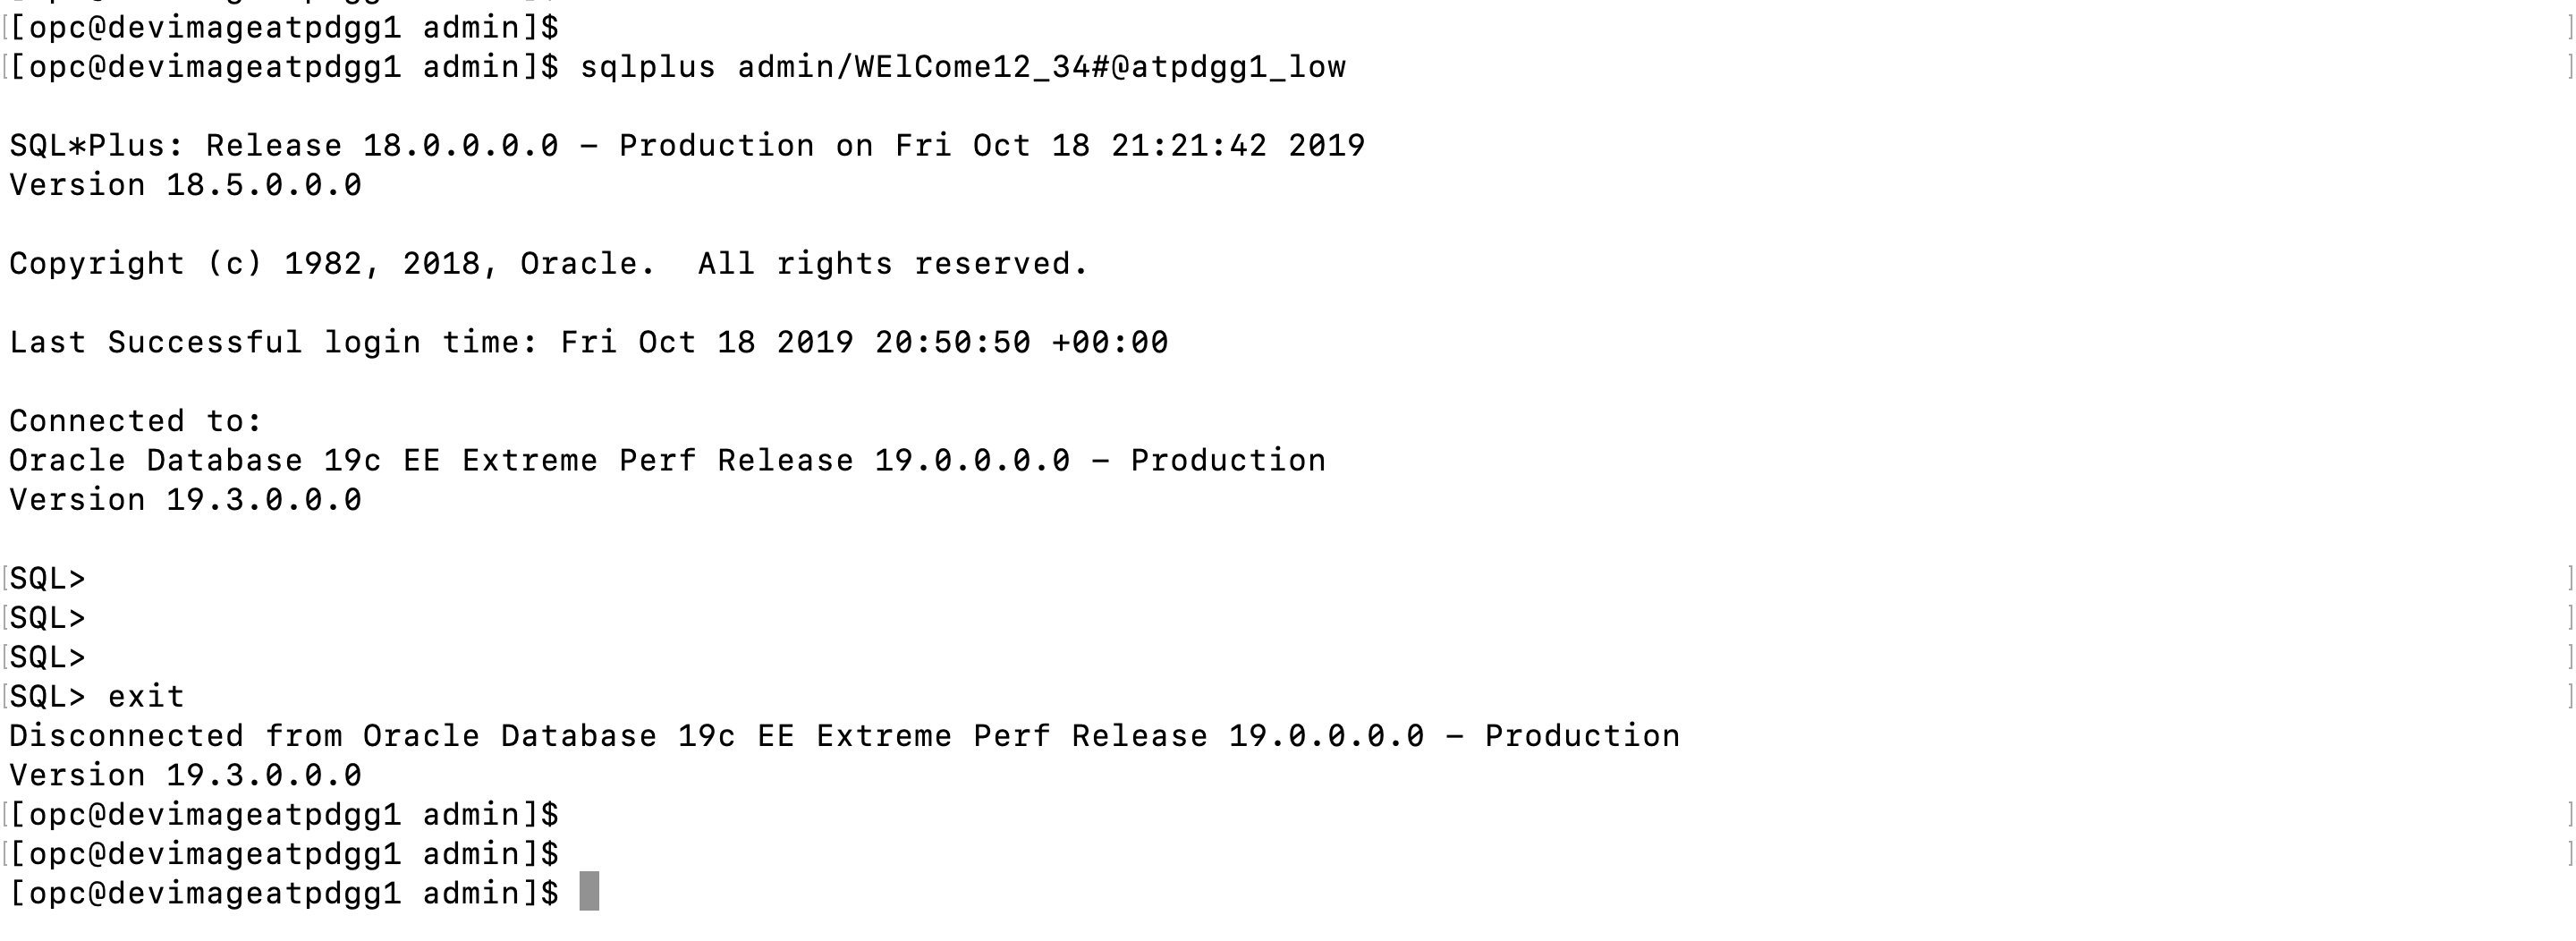 [opc@devimageatpdgg1 admin]$
[opc@devimageatpdgg1 admin]$ sqlplus admin/WElCome12_34#@atpdgg1_low
SQL*Plus: Release 18.0.0.0.0 – Production on Fri Oct 18 21:21:42 2019
Version 18.5.0.0.0
Copyright (c) 1982, 2018, Oracle.  All rights reserved.
Last Successful login time: Fri Oct 18 2019 20:50:50 +00:00
Connected to:
Oracle Database 19c EE Extreme Perf Release 19.0.0.0.0 – Production
Version 19.3.0.0.0
SQL>
SQL>
SQL>
SQL> exit
Disconnected from Oracle Database 19c EE Extreme Perf Release 19.0.0.0.0 – Production
Version 19.3.0.0.0
[opc@devimageatpdgg1 admin]$
[opc@devimageatpdgg1 admin]$
[opc@devimageatpdgg1 admin]$